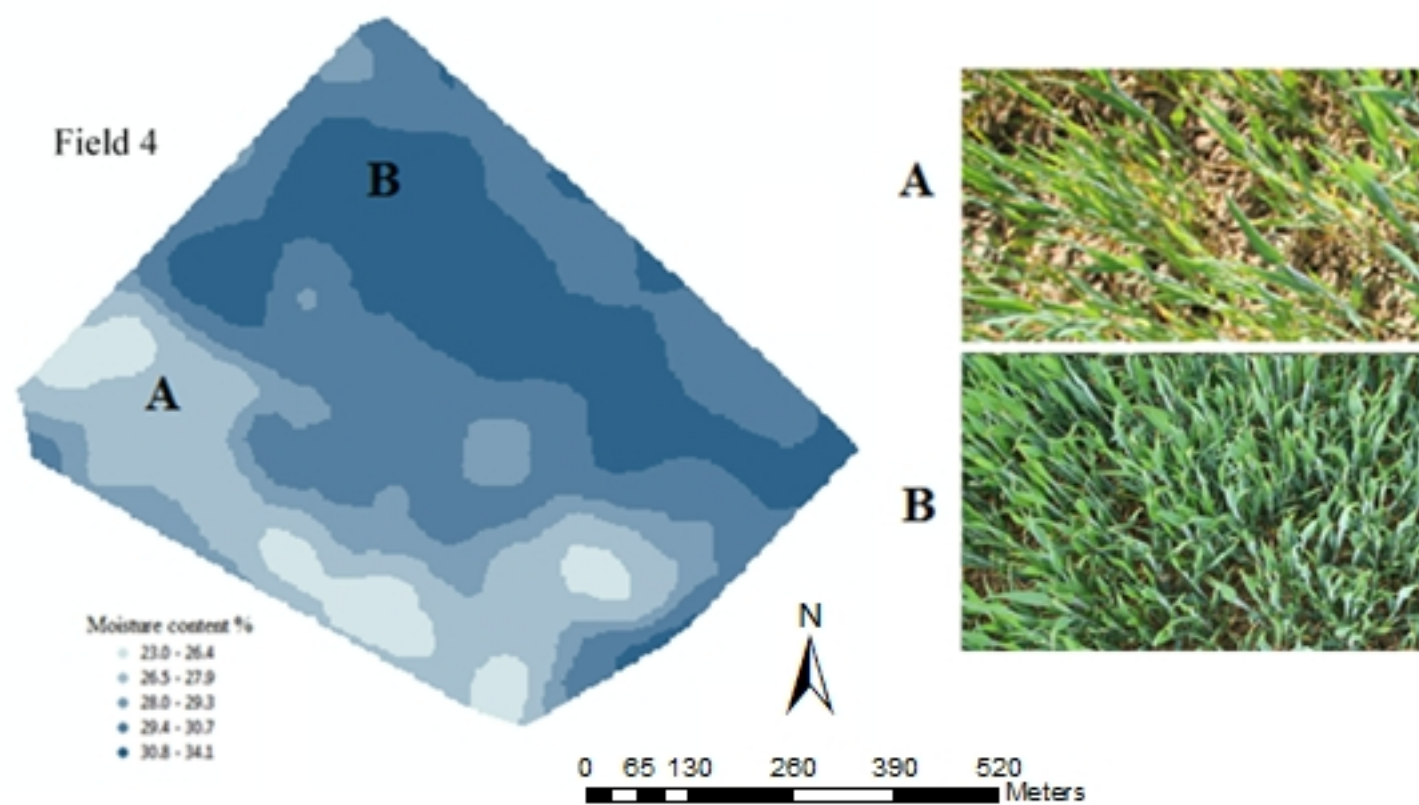 Field 4
B
A
A
B
Moisture content %
23.0 - 26.4
26.5 - 27.9
28.0 - 29.3
29.4 - 30.7
30.8 - 34.1
N
0 65 130 260 390 520
Meters